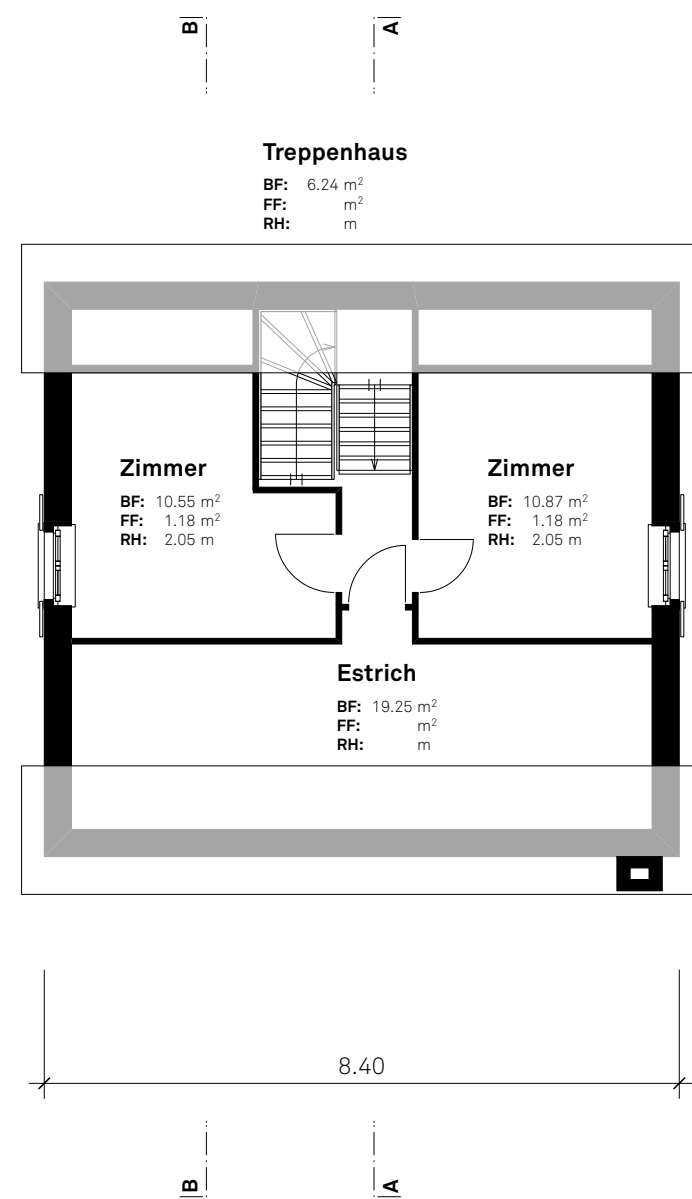 B A
Treppenhaus
BF: 6.24 m²
FF: m²
RH: m
Zimmer
BF: 10.55 m²
FF: 1.18 m²
RH: 2.05 m
Zimmer
BF: 10.87 m²
FF: 1.18 m²
RH: 2.05 m
Estrich
BF: 19.25 m²
FF: m²
RH: m
8.40
B A